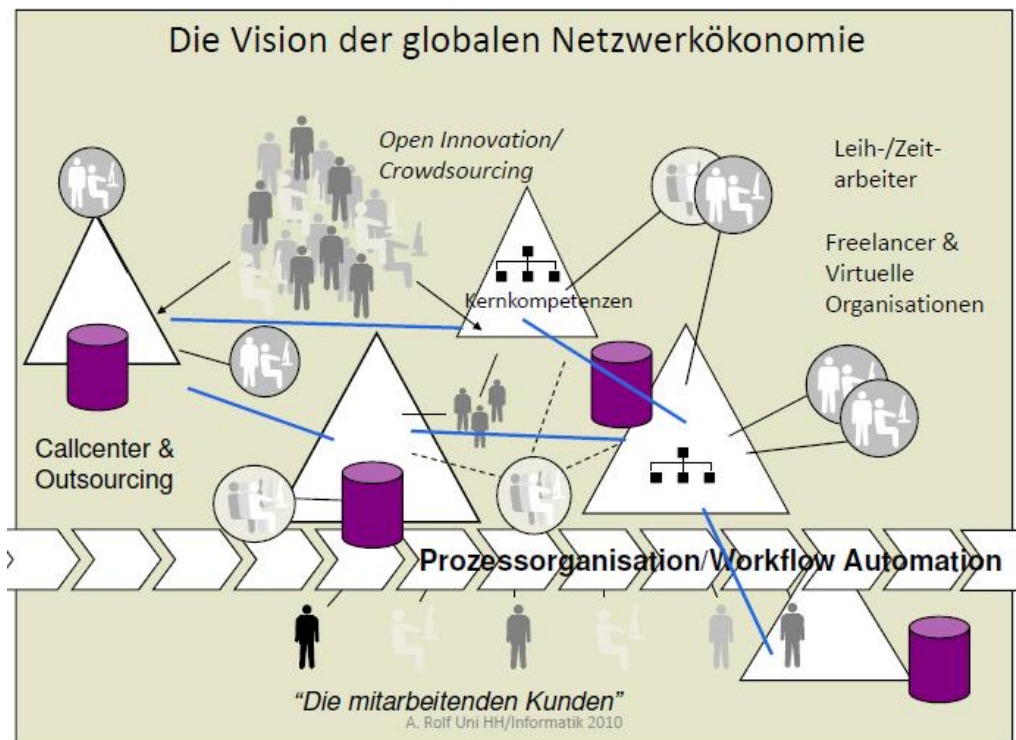 Die Vision der globalen Netzwerkökonomie
Open Innovation/
Crowdsourcing
Leih-/Zeit-
arbeiter
Freelancer &
Virtuelle
Organisationen
Kernkompetenzen
Callcenter &
Outsourcing
Prozessorganisation/Workflow Automation
"Die mitarbeitenden Kunden"
A. Rolf Uni HH/Informatik 2010